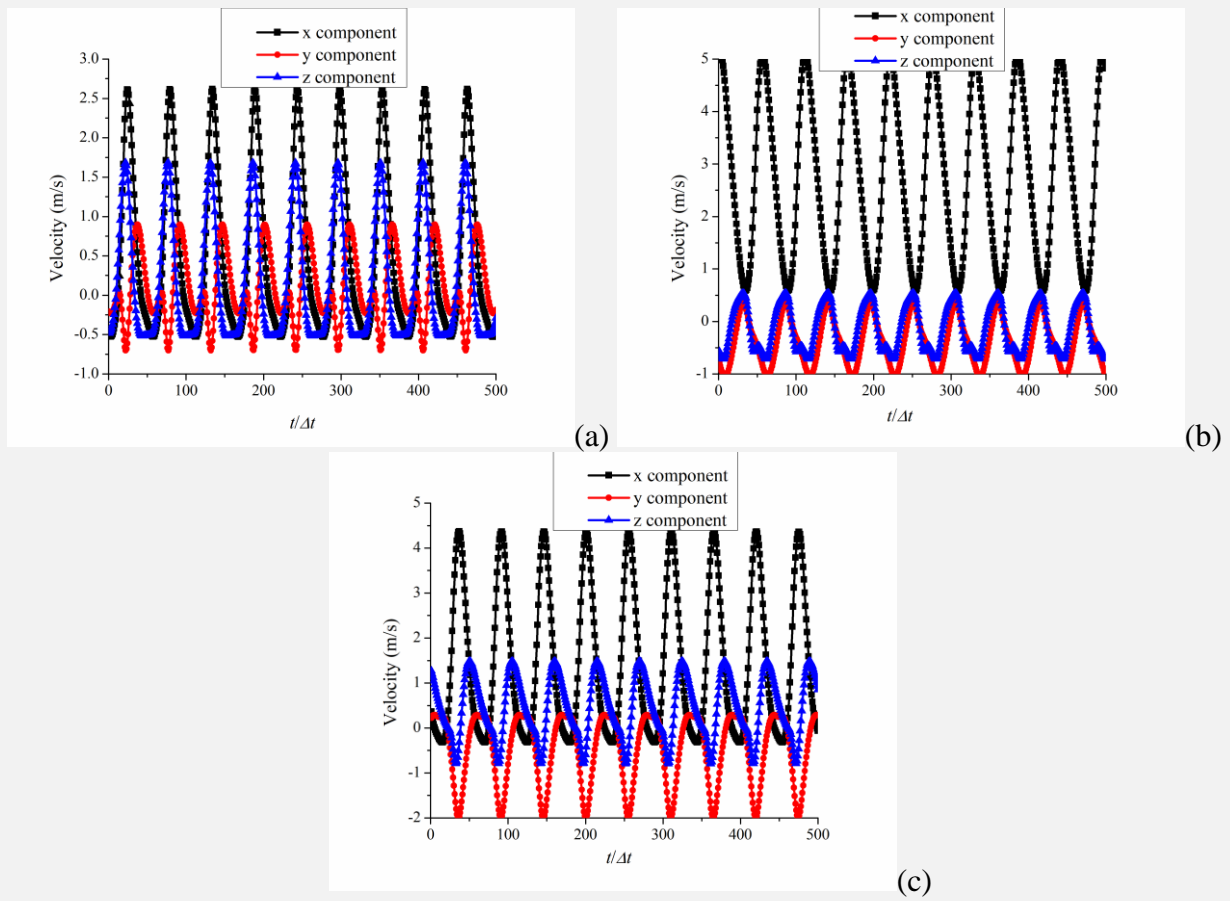 x component
y component
z component
3.0
2.5
2.0
1.5
1.0
0.5
0.0
-0.5
-1.0
Velocity (m/s)
0 100 200 300 400 500
t/Δt
(a)
x component
y component
z component
5
4
3
2
1
0
-1
Velocity (m/s)
0 100 200 300 400 500
t/Δt
(b)
x component
y component
z component
5
4
3
2
1
0
-1
-2
Velocity (m/s)
0 100 200 300 400 500
t/Δt
(c)